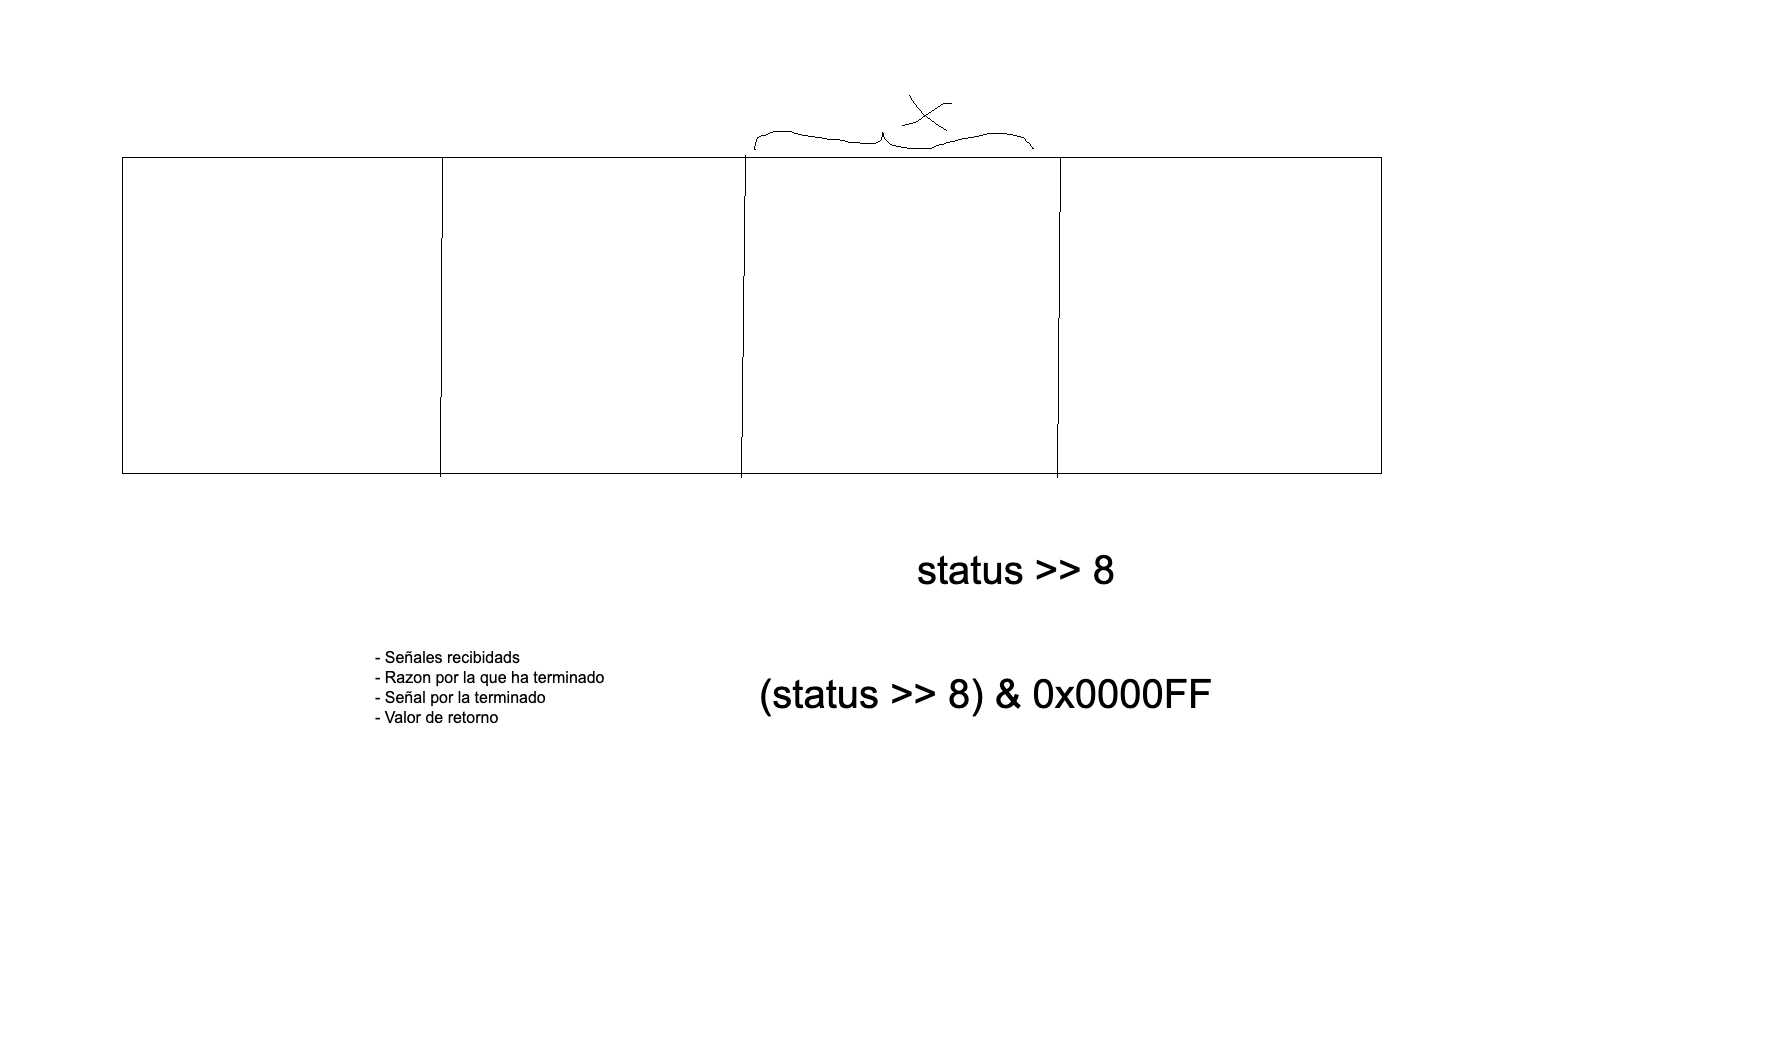 X
status >> 8
- Señales recibidads
- Razon por la que ha terminado
- Señal por la terminado
- Valor de retorno
(status >> 8) & 0x0000FF